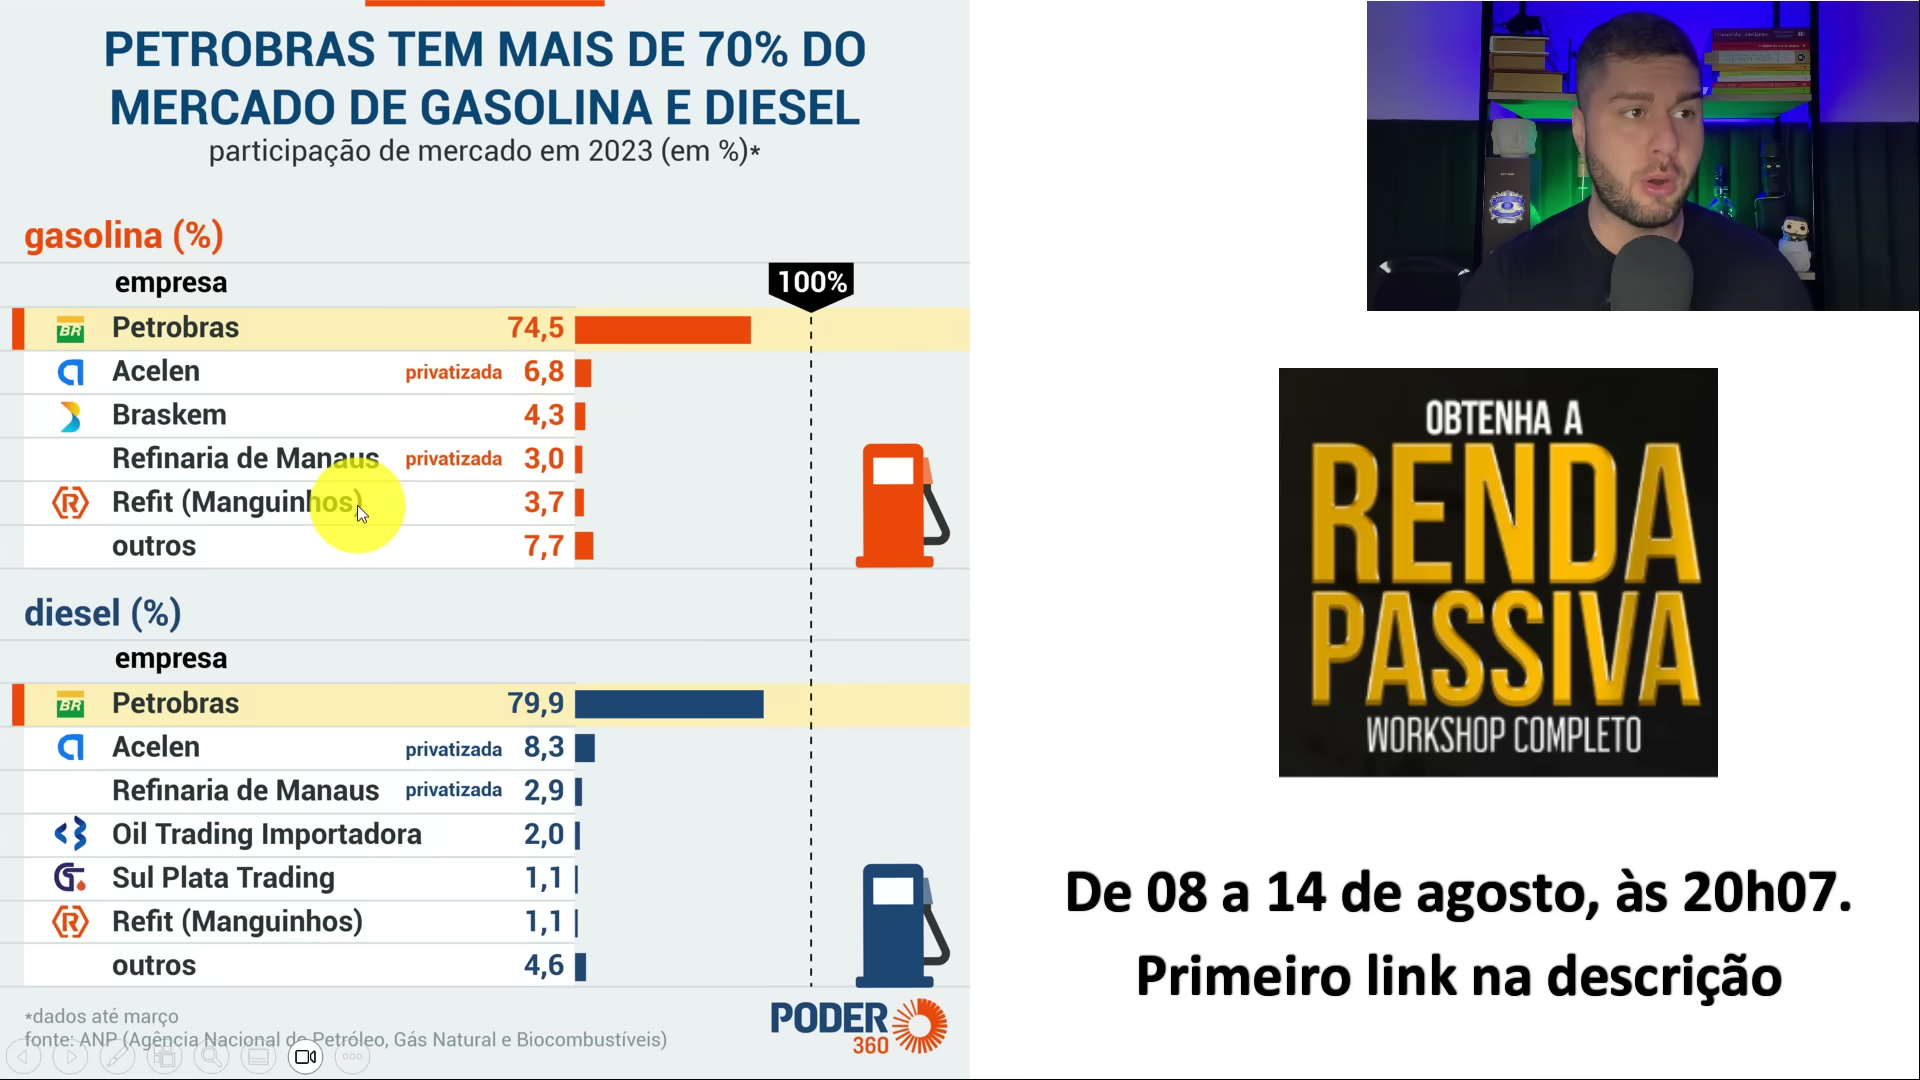 PETROBRAS TEM MAIS DE 70% DO
MERCADO DE GASOLINA E DIESEL
participação de mercado em 2023 (em %)*
gasolina (%)
empresa
100%
BR Petrobras 74,5
Acelen privatizada 6,8
Braskem 4,3
Refinaria de Manaus privatizada 3,0
R Refit (Manguinhos) 3,7
outros 7,7
diesel (%)
empresa
BR Petrobras 79,9
Acelen privatizada 8,3
Refinaria de Manaus privatizada 2,9
Oil Trading Importadora 2,0
Sul Plata Trading 1,1
R Refit (Manguinhos) 1,1
outros 4,6
*dados até março
fonte: ANP (Agência Nacional do Petróleo, Gás Natural e Biocombustíveis)
PODER
360
OBTENHA A
RENDA
PASSIVA
WORKSHOP COMPLETO
De 08 a 14 de agosto, às 20h07.
Primeiro link na descrição